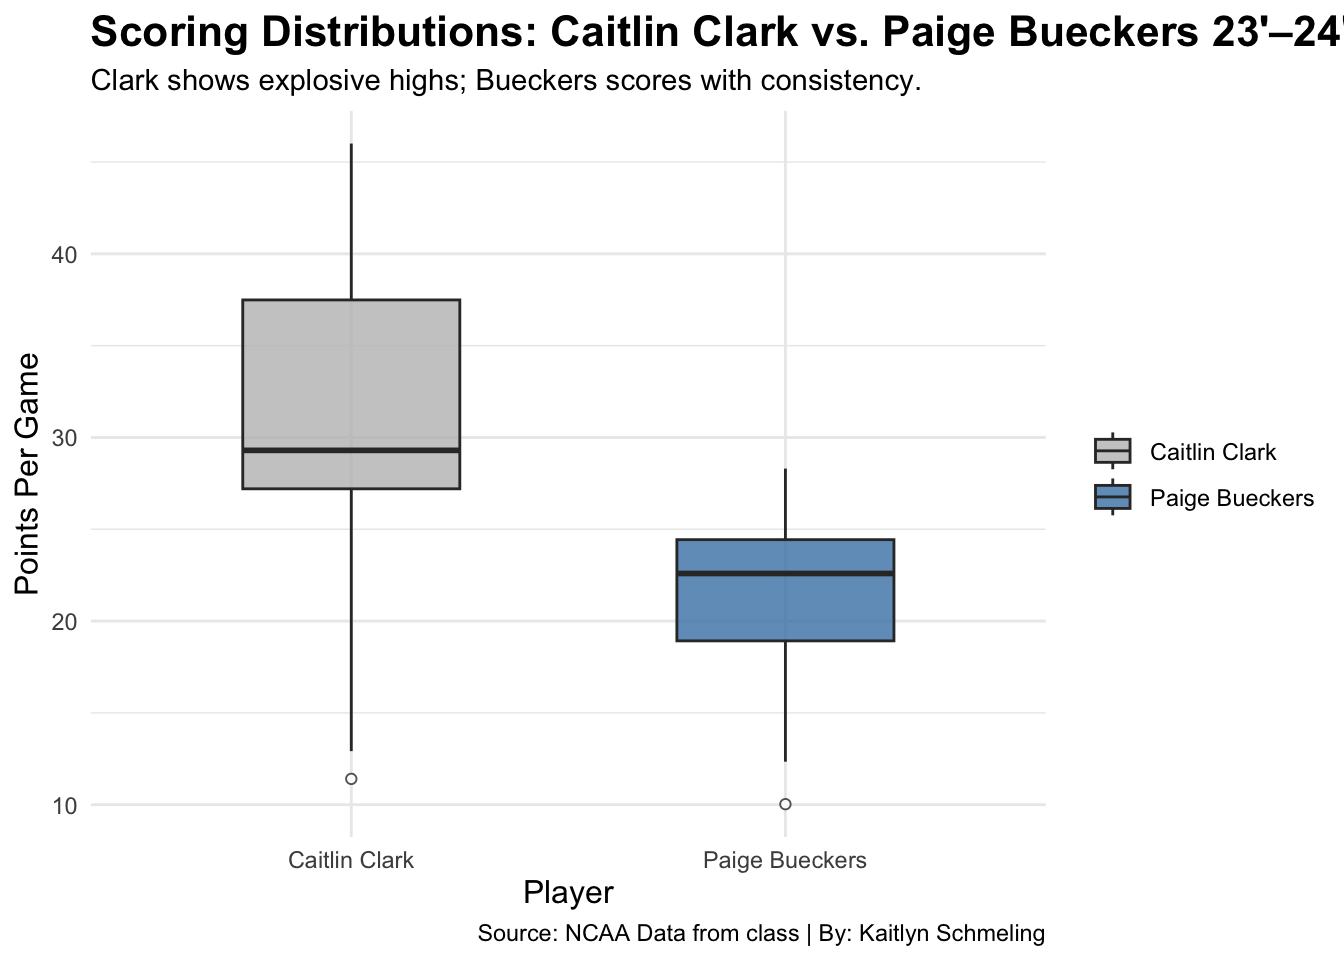 Scoring Distributions: Caitlin Clark vs. Paige Bueckers 23'–24'
Clark shows explosive highs; Bueckers scores with consistency.
Points Per Game
40
30
20
10
Caitlin Clark
Paige Bueckers
Caitlin Clark
Paige Bueckers
Player
Source: NCAA Data from class | By: Kaitlyn Schmeling